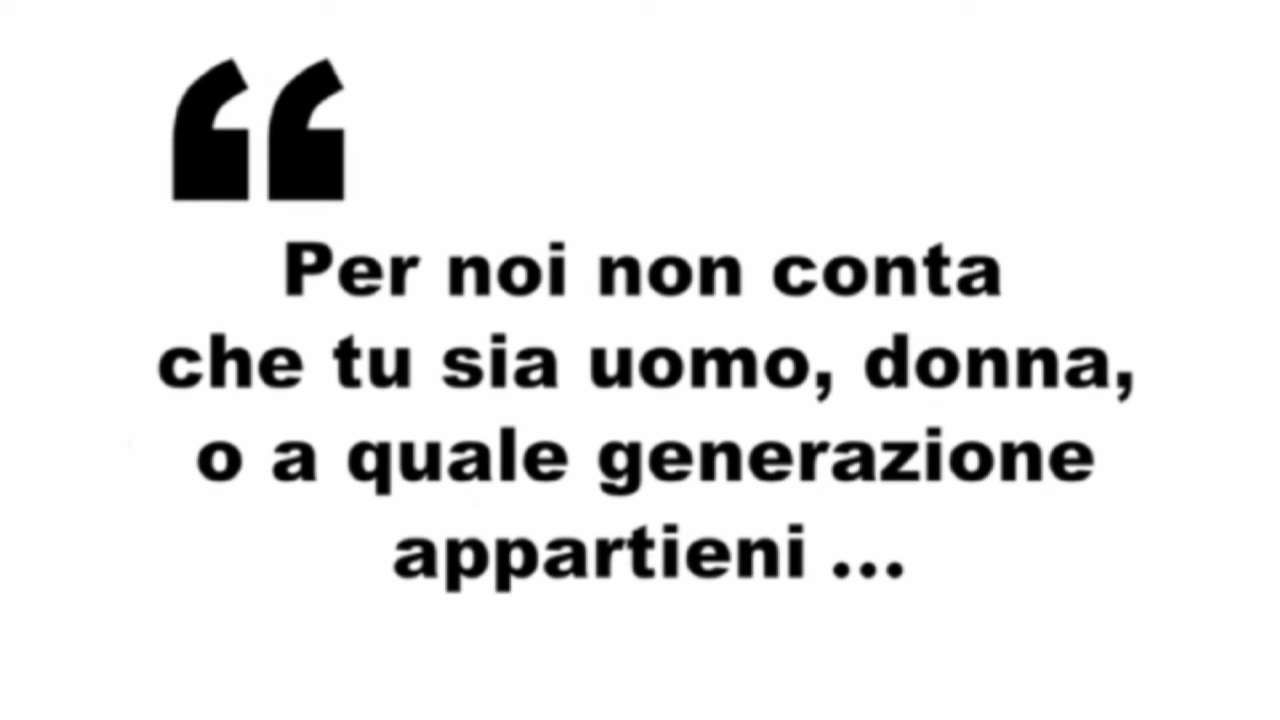 “
Per noi non conta
che tu sia uomo, donna,
o a quale generazione
appartieni ...